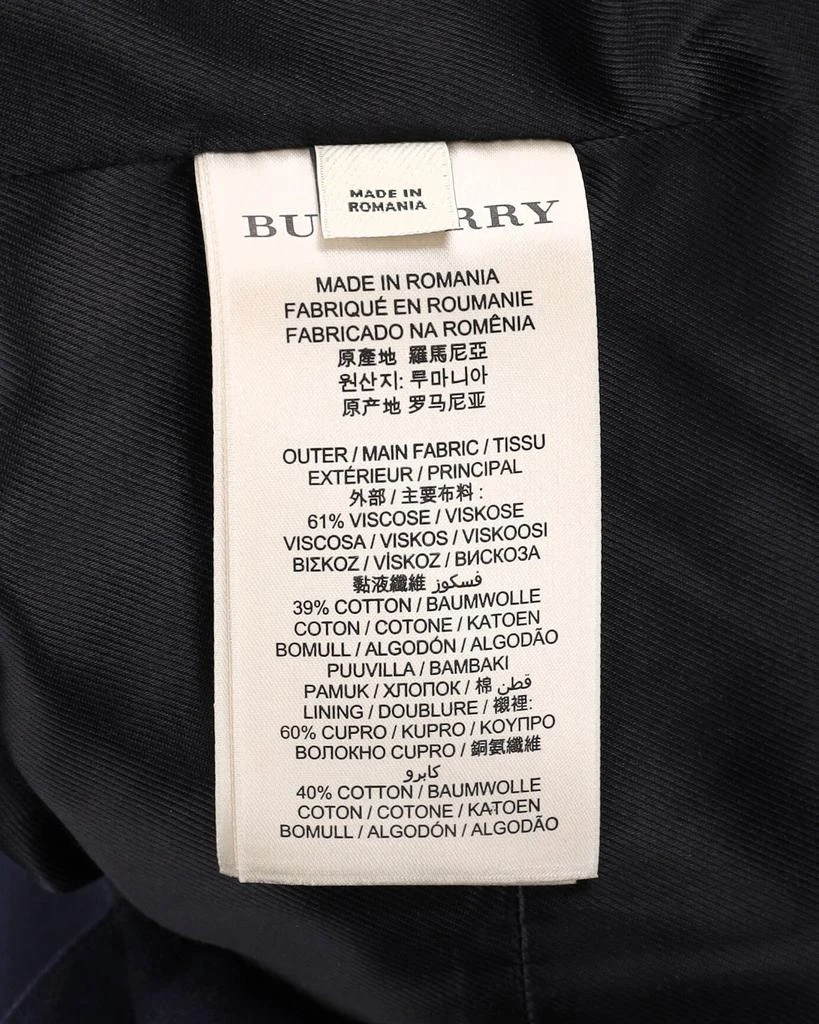 MADE IN
ROMANIA
BU RRY
MADE IN ROMANIA
FABRIQUÉ EN ROUMANIE
FABRICADO NA ROMÊNIA
原產地 羅馬尼亞
원산지: 루마니아
原产地 罗马尼亚
OUTER / MAIN FABRIC / TISSU
EXTÉRIEUR / PRINCIPAL
外部 / 主要布料 :
61% VISCOSE / VISKOSE
VISCOSA / VISKOS / VISKOOSI
ΒΙΣΚΟΖ / VİSKOZ / ВИСКОЗА
黏液纖維 فسكوز
39% COTTON / BAUMWOLLE
COTON / COTONE / KATOEN
BOMULL / ALGODÓN / ALGODÃO
PUUVILLA / BAMBAKI
PAMUK / ХЛОПОК / 棉 قطن
LINING / DOUBLURE / 襯裡:
60% CUPRO / KUPRO / ΚΟΥΠΡΟ
ВОЛОКНО CUPRO / 銅氨纖維
كابرو
40% COTTON / BAUMWOLLE
COTON / COTONE / KATOEN
BOMULL / ALGODÓN / ALGODÃO